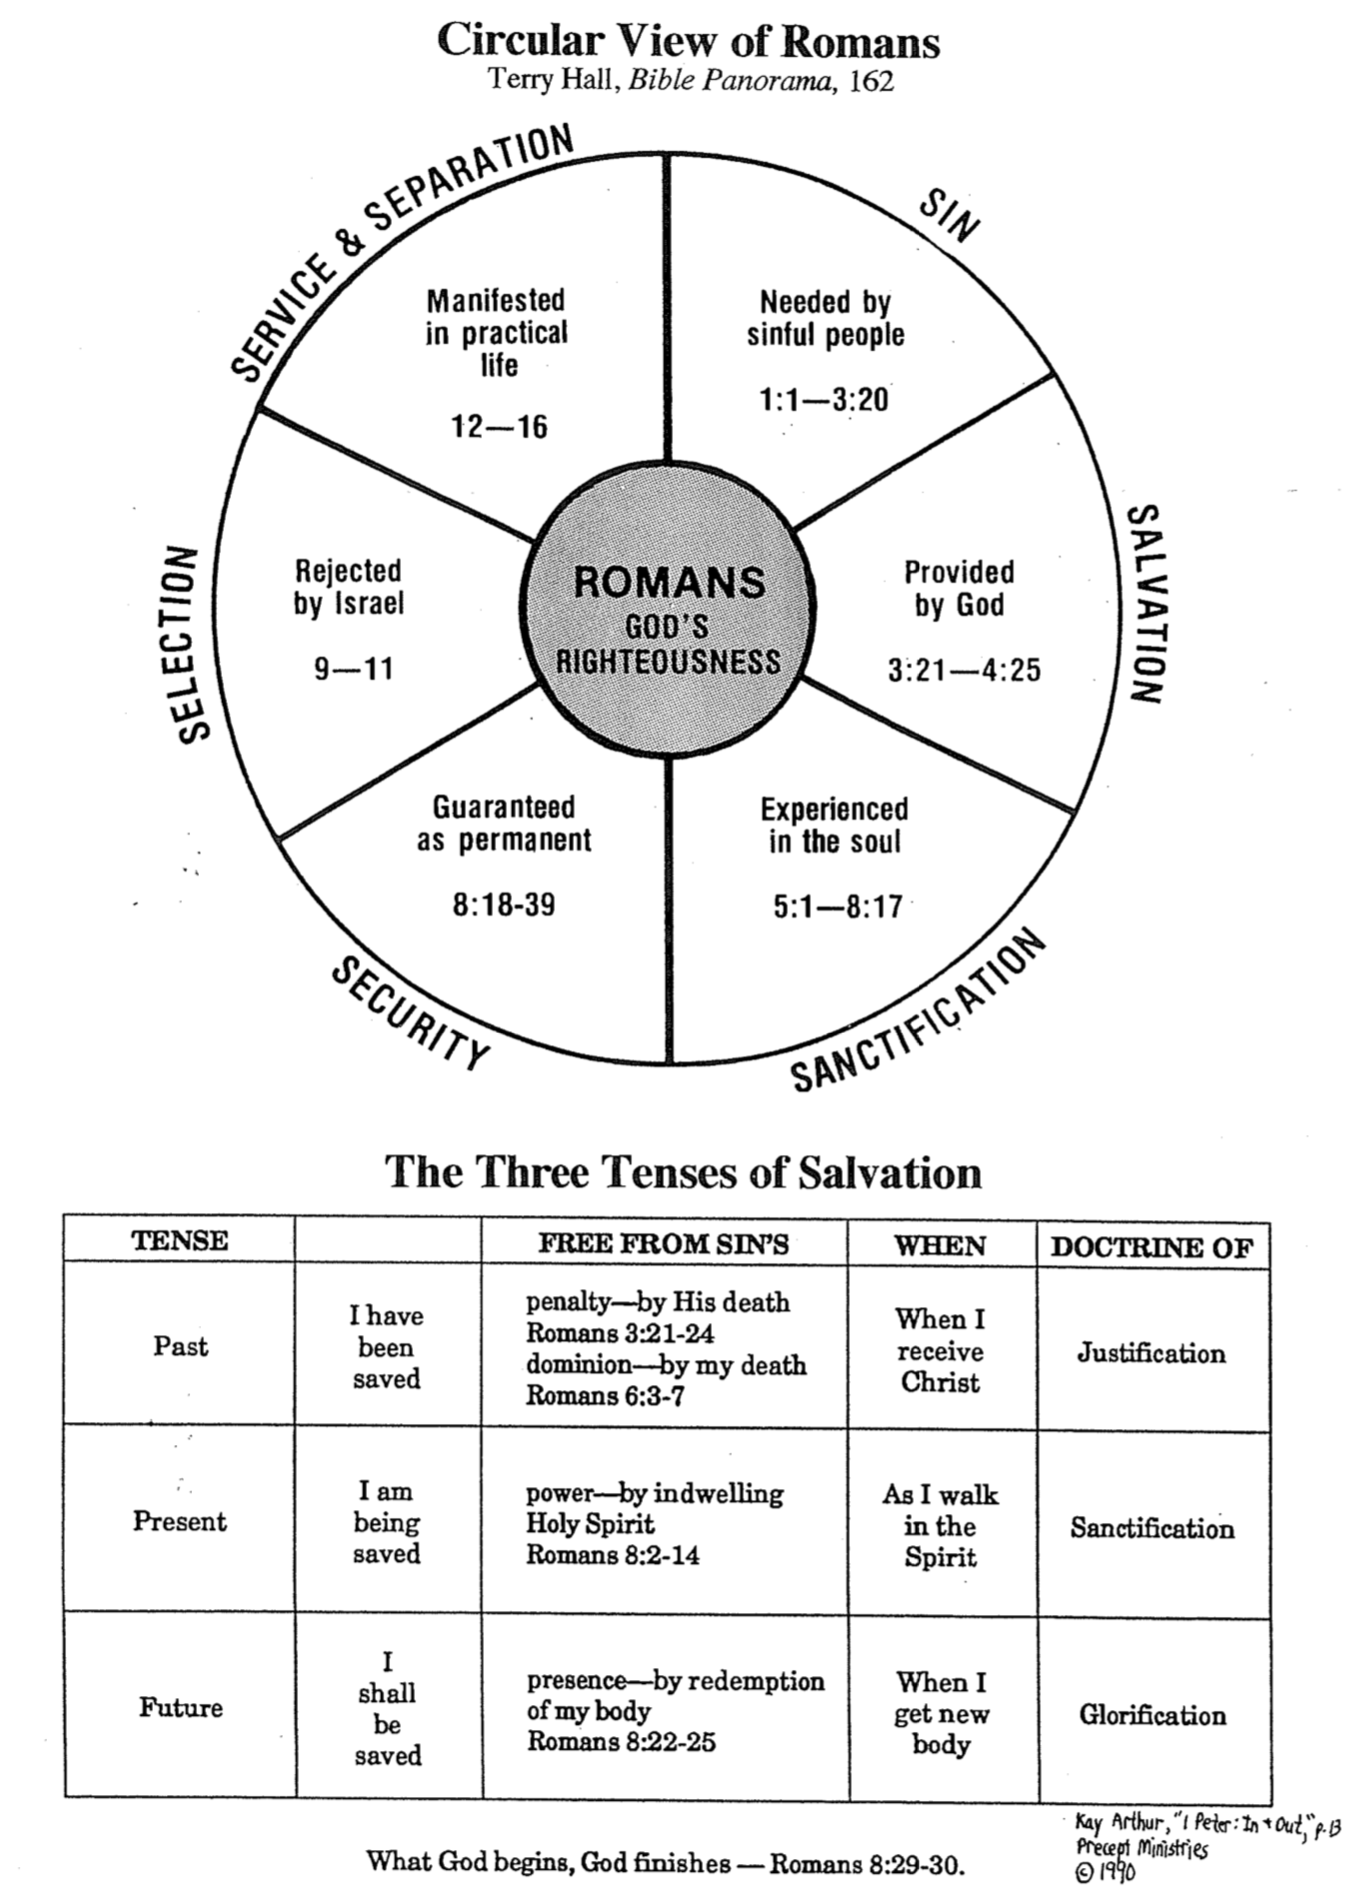 Circular View of Romans
Terry Hall, Bible Panorama, 162
SIN
Needed by
sinful people
1:1—3:20
SALVATION
Provided
by God
3:21—4:25
SANCTIFICATION
Experienced
in the soul
5:1—8:17
SECURITY
Guaranteed
as permanent
8:18-39
SELECTION
Rejected
by Israel
9—11
SERVICE & SEPARATION
Manifested
in practical
life
12—16
ROMANS
GOD'S
RIGHTEOUSNESS
The Three Tenses of Salvation
TENSE
FREE FROM SIN'S
WHEN
DOCTRINE OF
Past
I have
been
saved
penalty—by His death
Romans 3:21-24
dominion—by my death
Romans 6:3-7
When I
receive
Christ
Justification
Present
I am
being
saved
power—by indwelling
Holy Spirit
Romans 8:2-14
As I walk
in the
Spirit
Sanctification
Future
I
shall
be
saved
presence—by redemption
of my body
Romans 8:22-25
When I
get new
body
Glorification
What God begins, God finishes — Romans 8:29-30.
Kay Arthur, "1 Peter: In + Out," p. 13
Precept Ministries
© 1990